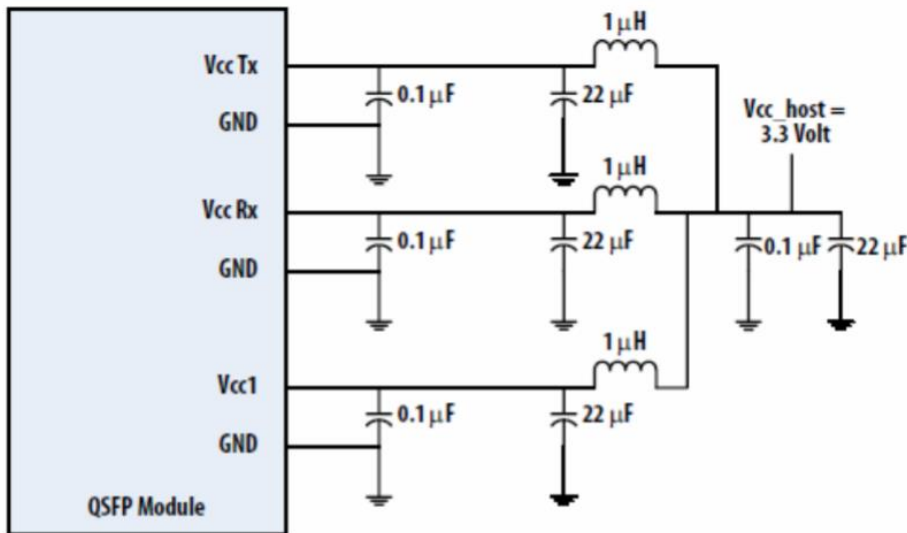 1 μH
Vcc Tx
0.1 μF
22 μF
GND
Vcc_host =
3.3 Volt
1 μH
Vcc Rx
0.1 μF
22 μF
0.1 μF
22 μF
GND
1 μH
Vcc1
0.1 μF
22 μF
GND
QSFP Module